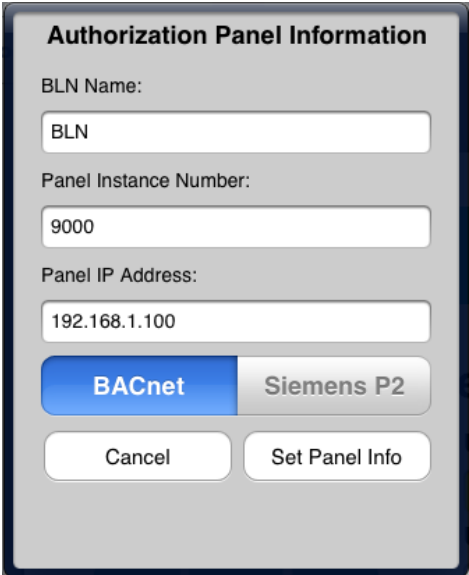 Authorization Panel Information
BLN Name:
BLN
Panel Instance Number:
9000
Panel IP Address:
192.168.1.100
BACnet Siemens P2
Cancel Set Panel Info